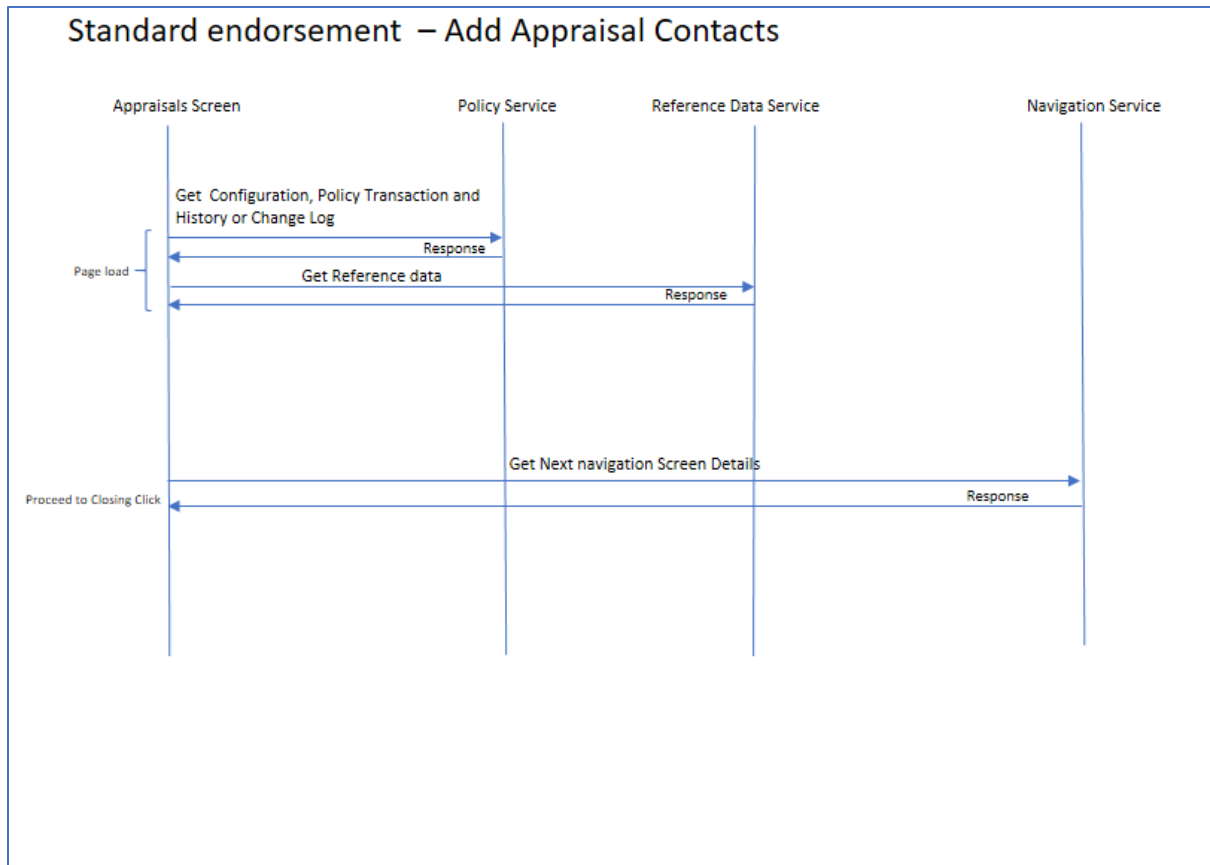 Standard endorsement – Add Appraisal Contacts
Appraisals Screen
Policy Service
Reference Data Service
Navigation Service
Get Configuration, Policy Transaction and
History or Change Log
Response
Page load
Get Reference data
Response
Get Next navigation Screen Details
Proceed to Closing Click
Response